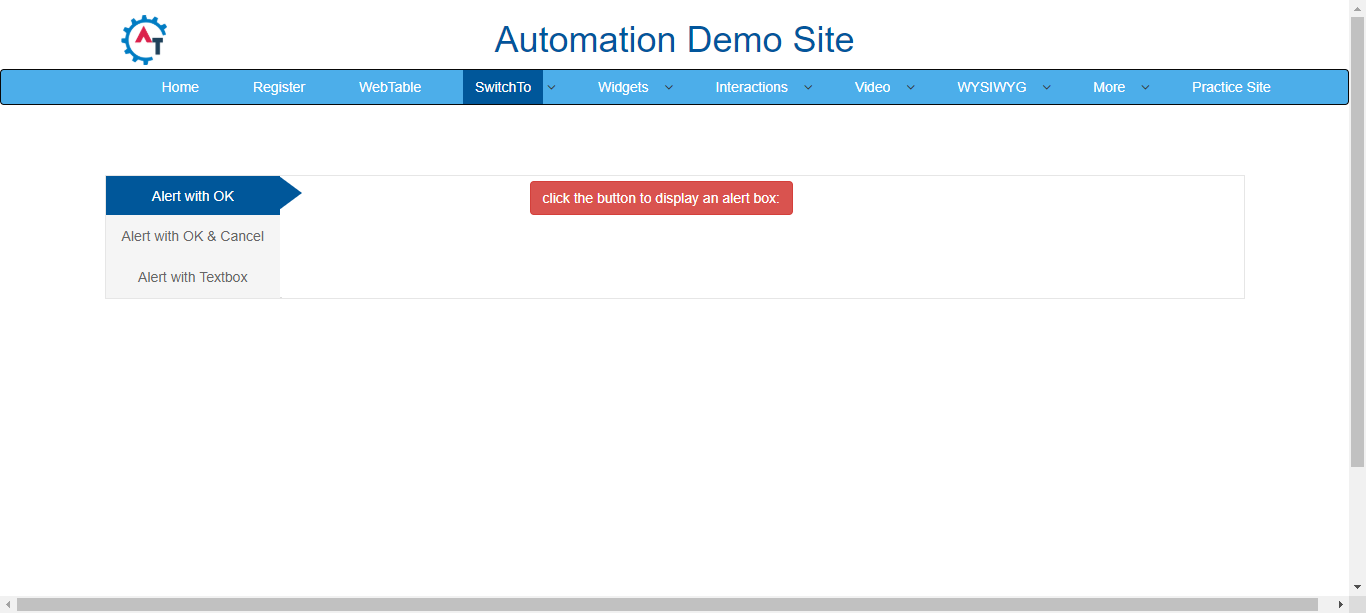 AT
Automation Demo Site
Home Register WebTable SwitchTo Widgets Interactions Video WYSIWYG More Practice Site
Alert with OK
click the button to display an alert box:
Alert with OK & Cancel
Alert with Textbox